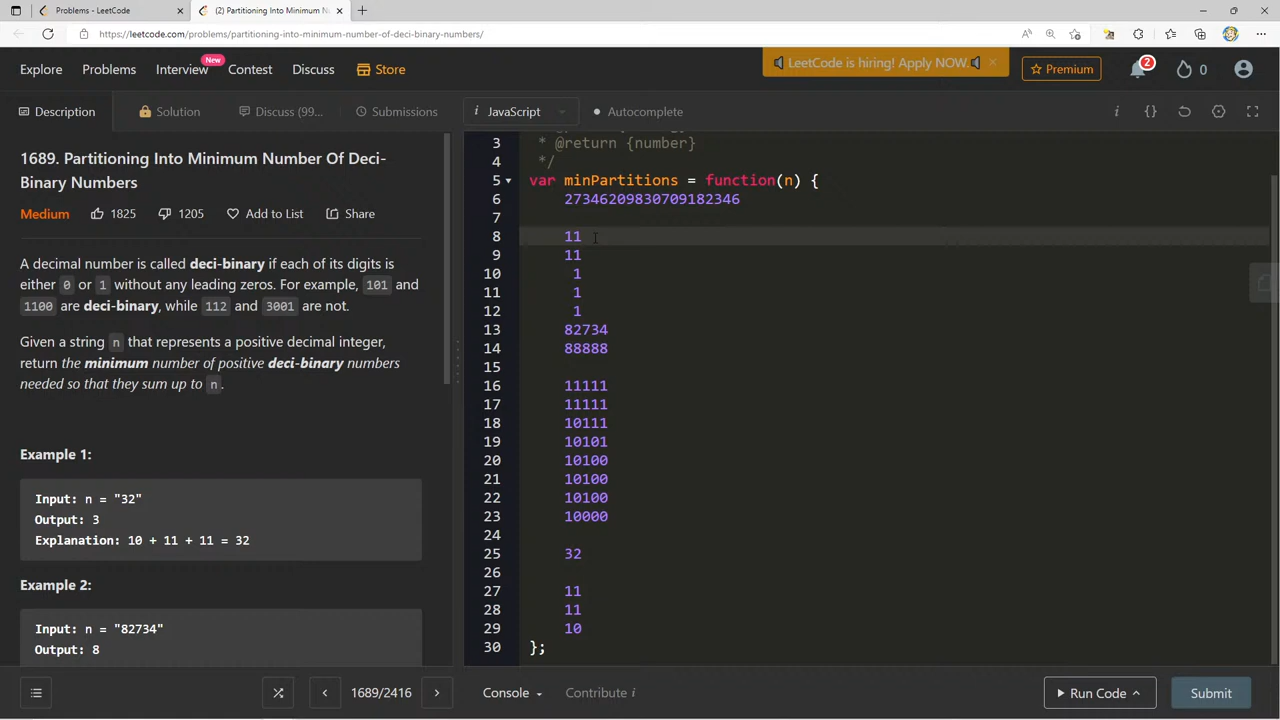 Problems - LeetCode
(2) Partitioning Into Minimum N
https://leetcode.com/problems/partitioning-into-minimum-number-of-deci-binary-numbers/
LeetCode is hiring! Apply NOW.
Explore
Problems
Interview
New
Contest
Discuss
Store
Premium
2
0
Description
Solution
Discuss (99...
Submissions
i JavaScript
Autocomplete
1689. Partitioning Into Minimum Number Of Deci-
Binary Numbers
Medium
1825
1205
Add to List
Share
A decimal number is called deci-binary if each of its digits is
either 0 or 1 without any leading zeros. For example, 101 and
1100 are deci-binary, while 112 and 3001 are not.
Given a string n that represents a positive decimal integer,
return the minimum number of positive deci-binary numbers
needed so that they sum up to n.
Example 1:
Input: n = "32"
Output: 3
Explanation: 10 + 11 + 11 = 32
Example 2:
Input: n = "82734"
Output: 8
3 * @return {number}
4 */
5 var minPartitions = function(n) {
6 27346209830709182346
7
8 11
9 11
10 1
11 1
12 1
13 82734
14 88888
15
16 11111
17 11111
18 10111
19 10101
20 10100
21 10100
22 10100
23 10000
24
25 32
26
27 11
28 11
29 10
30 };
1689/2416
Console
Contribute i
Run Code
Submit